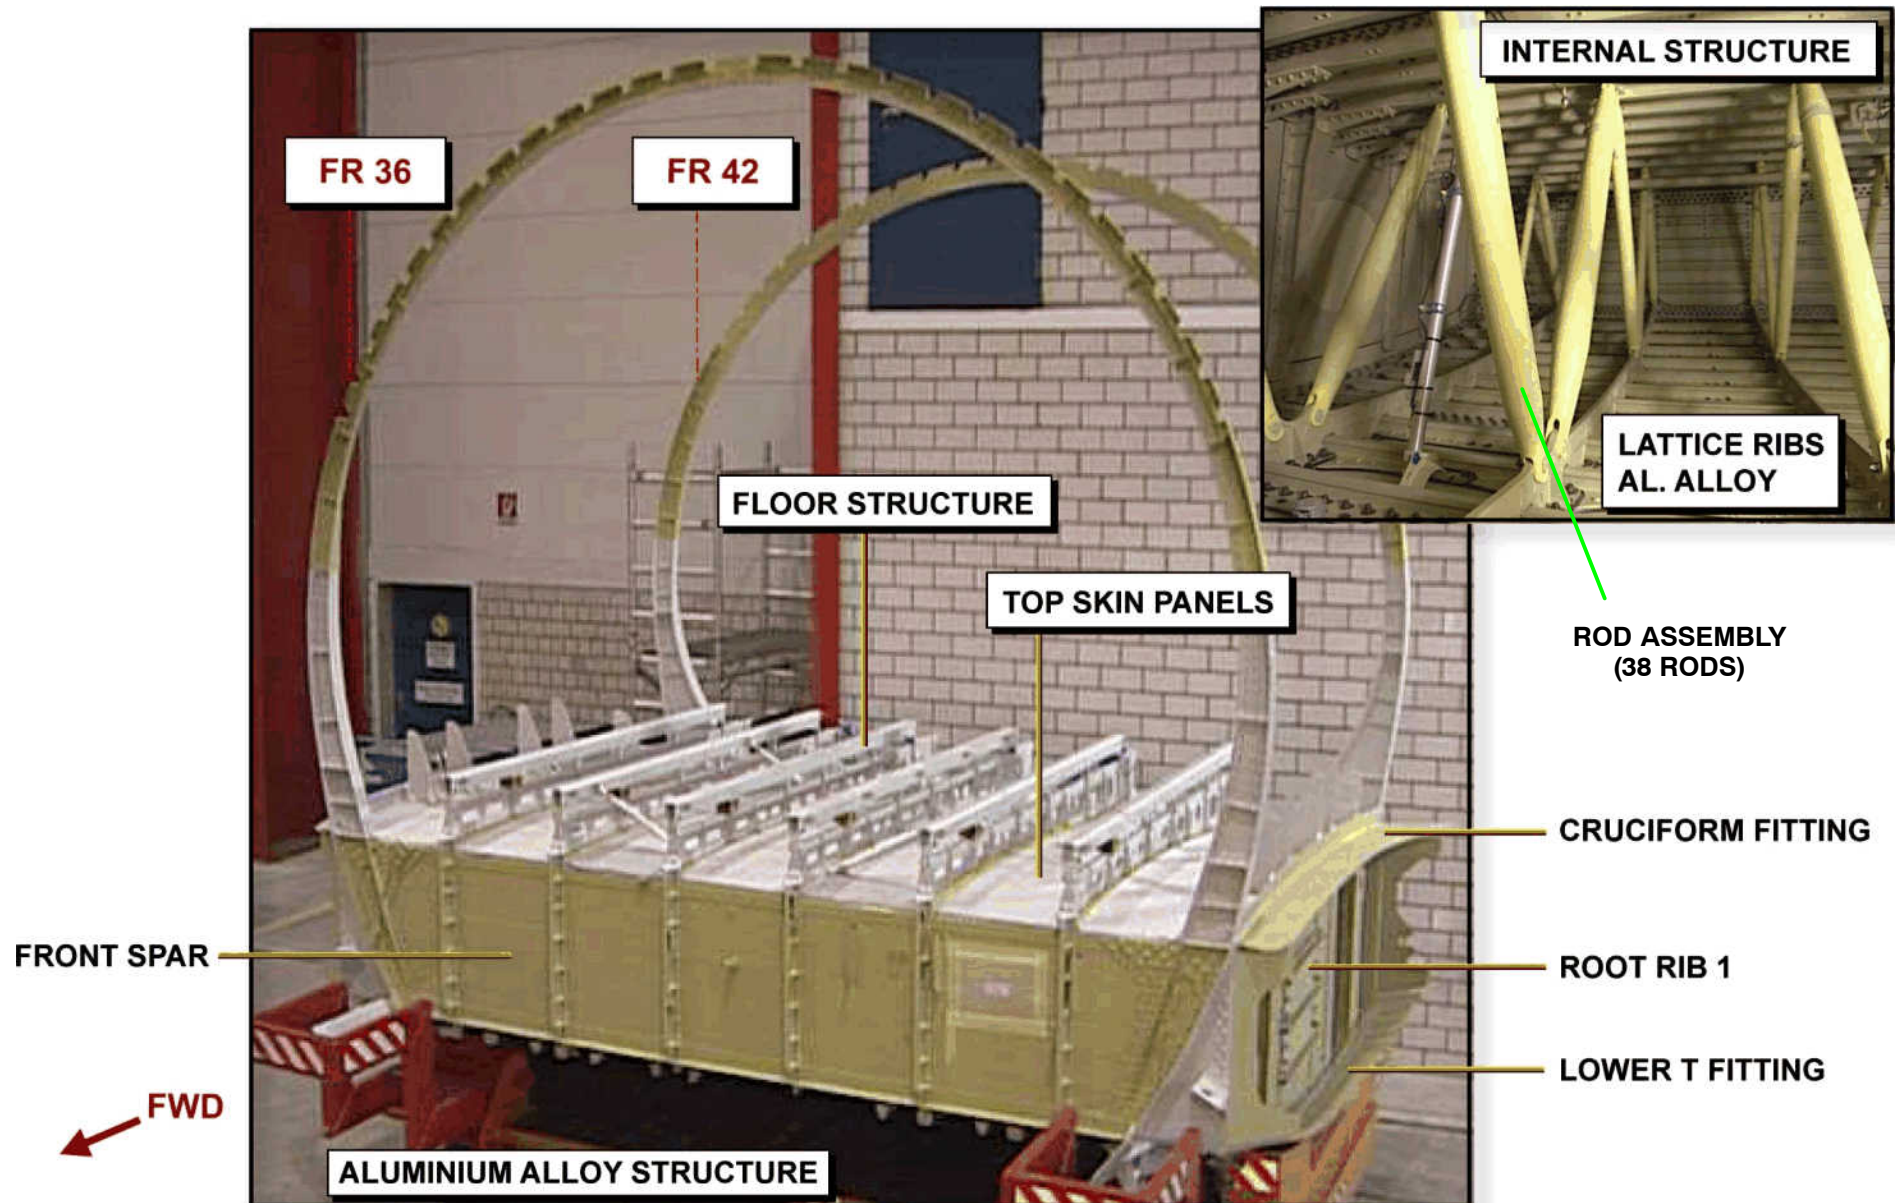 INTERNAL STRUCTURE
FR 36
FR 42
LATTICE RIBS
AL. ALLOY
FLOOR STRUCTURE
TOP SKIN PANELS
ROD ASSEMBLY
(38 RODS)
CRUCIFORM FITTING
FRONT SPAR
ROOT RIB 1
LOWER T FITTING
FWD
ALUMINIUM ALLOY STRUCTURE